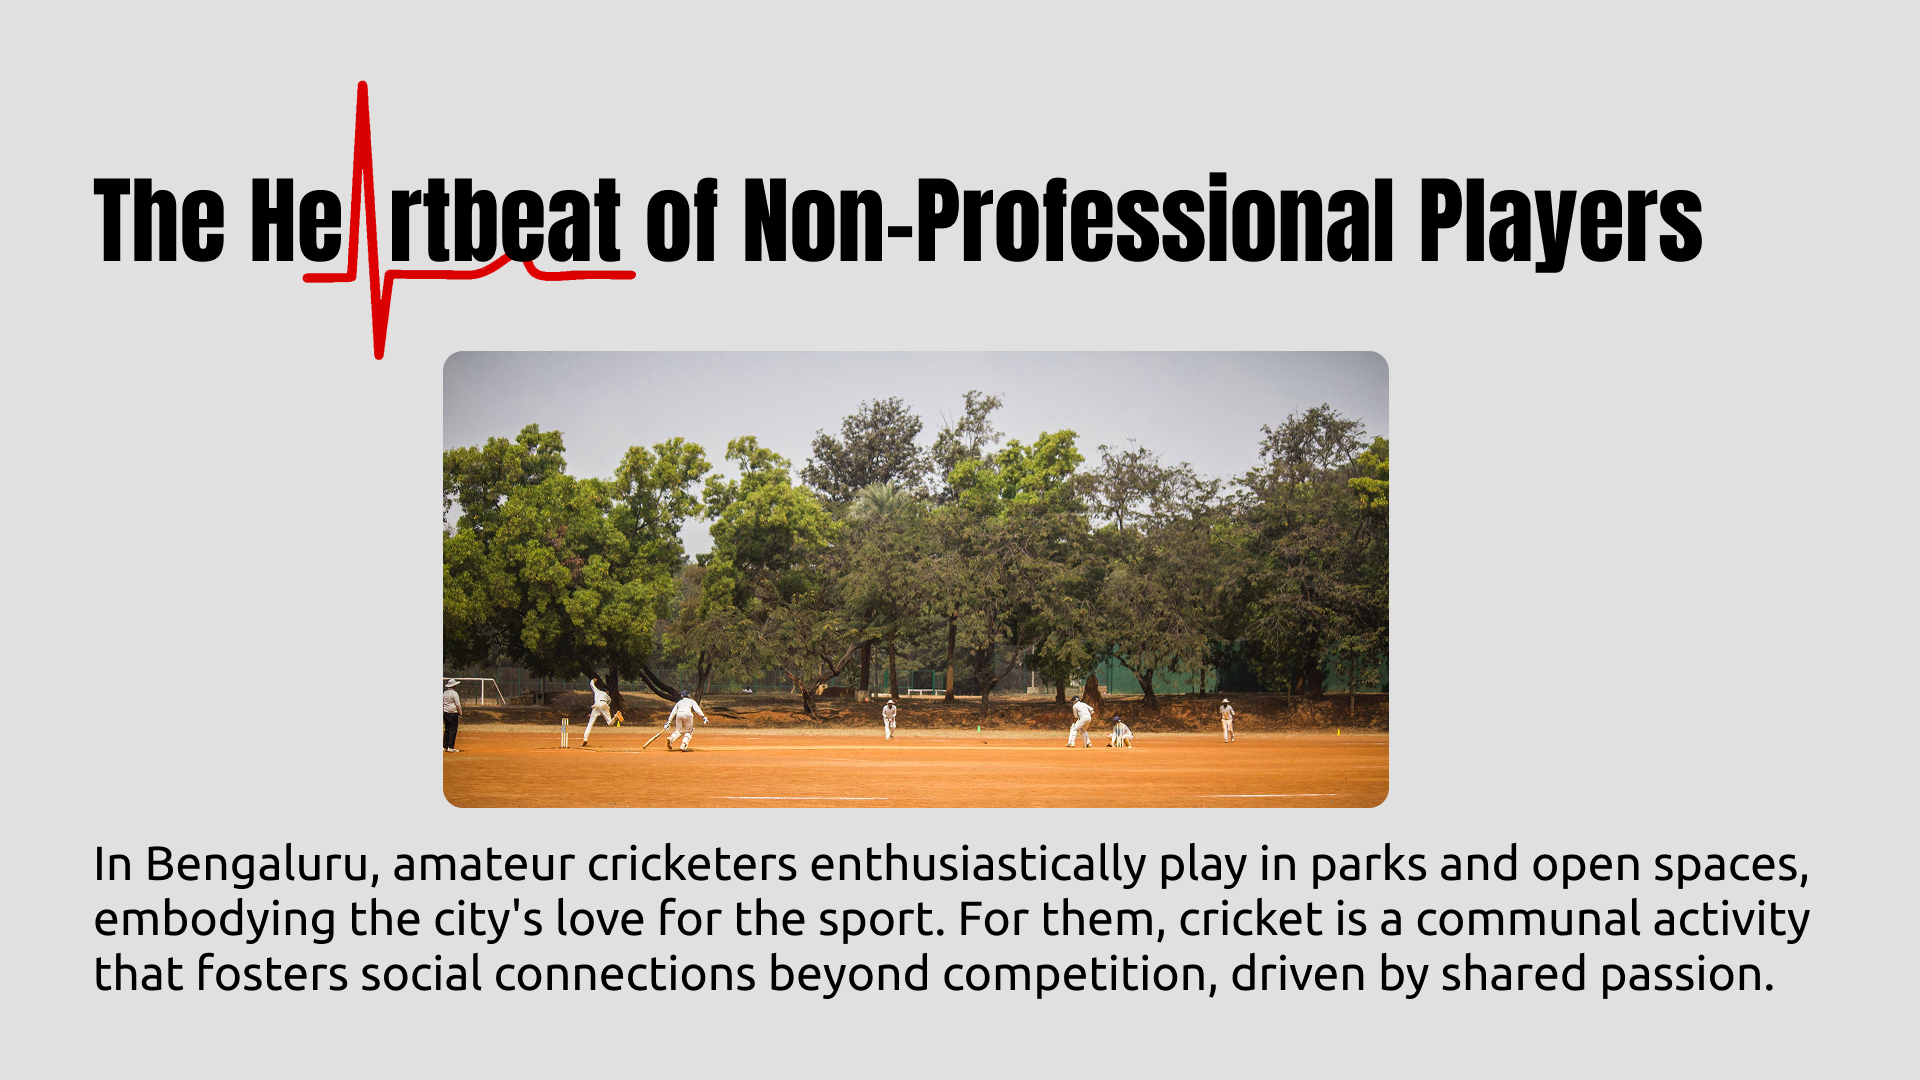 The Heartbeat of Non-Professional Players
In Bengaluru, amateur cricketers enthusiastically play in parks and open spaces,
embodying the city's love for the sport. For them, cricket is a communal activity
that fosters social connections beyond competition, driven by shared passion.